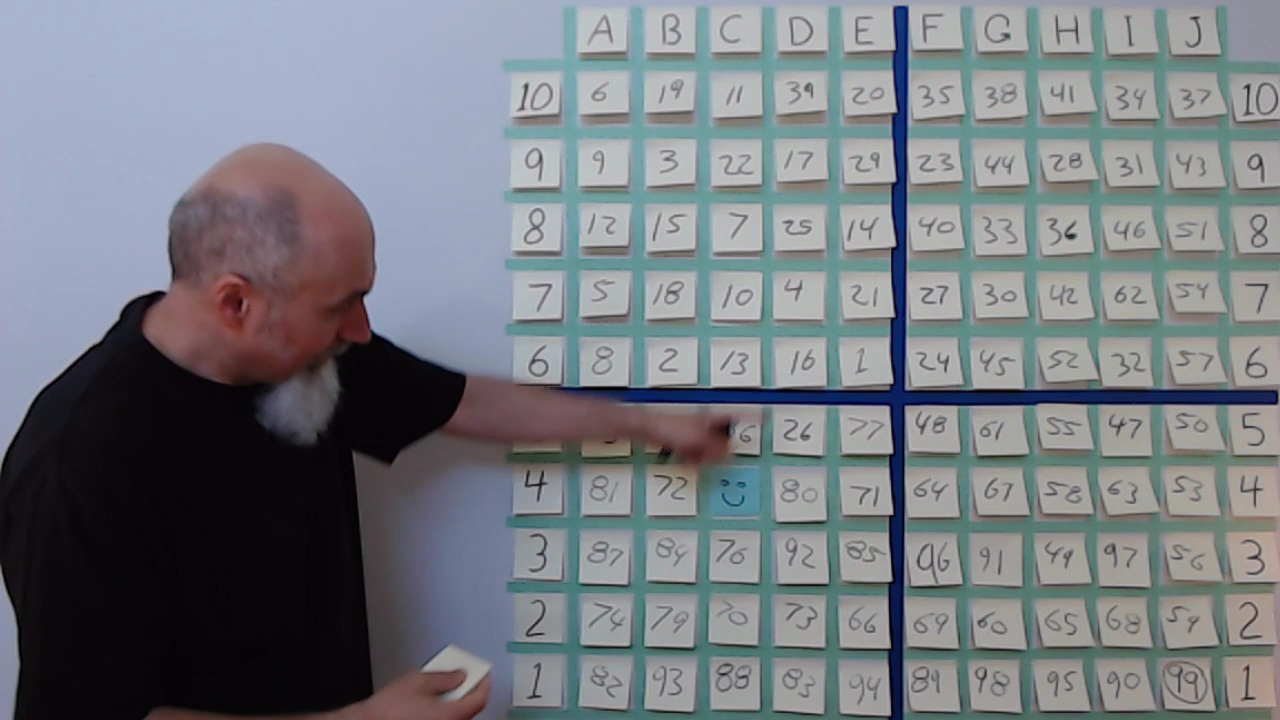 A B C D E F G H I J
10 6 19 11 39 20 35 38 41 34 37 10
9 9 3 22 17 29 23 44 28 31 43 9
8 12 15 7 25 14 40 33 36 46 51 8
7 5 18 10 4 21 27 30 42 62 54 7
6 8 2 13 16 1 24 45 52 32 57 6
26 77 48 61 55 47 50 5
4 81 72 80 71 64 67 58 63 53 4
3 87 84 76 92 85 96 91 49 97 56 3
2 74 79 70 73 66 69 60 65 68 59 2
1 82 93 88 83 94 89 98 95 90 99 1